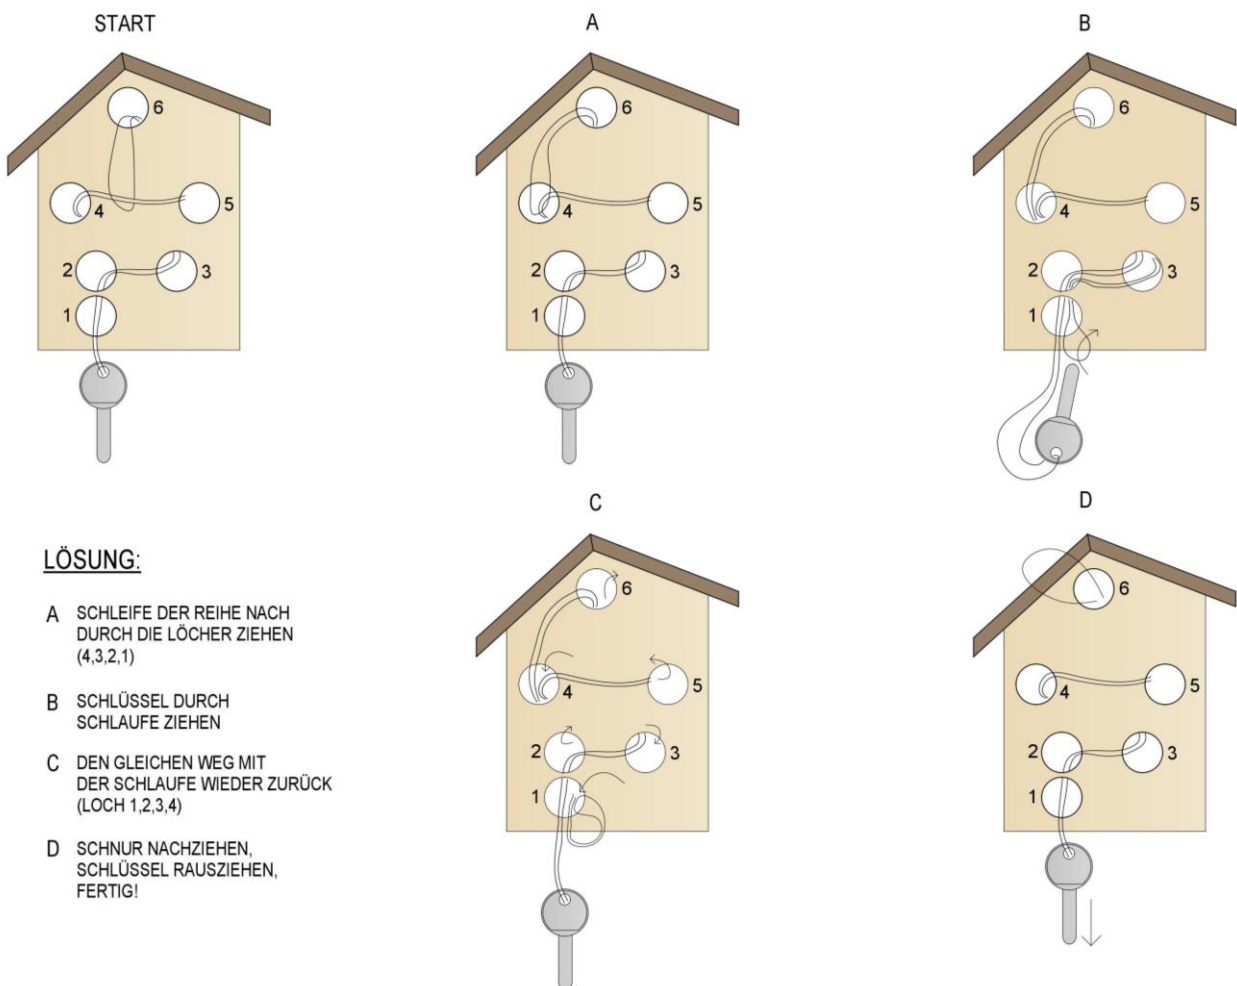 START
6
4
5
2
3
1
A
6
4
5
2
3
1
B
6
4
5
2
3
1
LÖSUNG:
A SCHLEIFE DER REIHE NACH
DURCH DIE LÖCHER ZIEHEN
(4,3,2,1)
B SCHLÜSSEL DURCH
SCHLAUFE ZIEHEN
C DEN GLEICHEN WEG MIT
DER SCHLAUFE WIEDER ZURÜCK
(LOCH 1,2,3,4)
D SCHNUR NACHZIEHEN,
SCHLÜSSEL RAUSZIEHEN,
FERTIG!
C
6
4
5
2
3
1
D
6
4
5
2
3
1